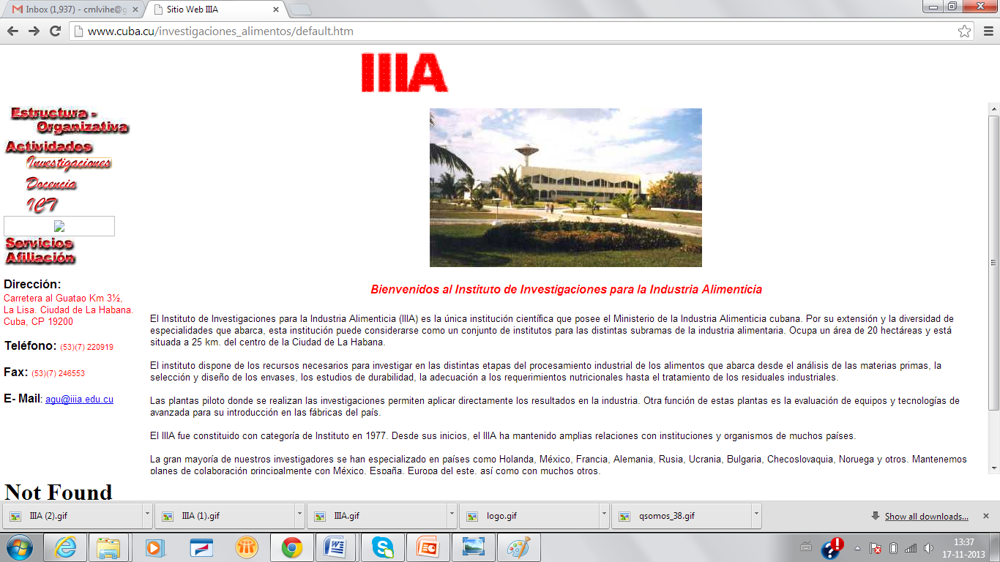 Inbox (1,937) - cmlvihe@g
Sitio Web IIIA
www.cuba.cu/investigaciones_alimentos/default.htm
IIIA
Estructura -
Organizativa
Actividades
Investigaciones
Docencia
ICT
Servicios
Afiliación
Dirección:
Carretera al Guatao Km 3½,
La Lisa. Ciudad de La Habana.
Cuba, CP 19200
Teléfono: (53)(7) 220919
Fax: (53)(7) 246553
E- Mail: agu@iiia.edu.cu
Bienvenidos al Instituto de Investigaciones para la Industria Alimenticia
El Instituto de Investigaciones para la Industria Alimenticia (IIIA) es la única institución científica que posee el Ministerio de la Industria Alimenticia cubana. Por su extensión y la diversidad de
especialidades que abarca, esta institución puede considerarse como un conjunto de institutos para las distintas subramas de la industria alimentaria. Ocupa un área de 20 hectáreas y está
situada a 25 km. del centro de la Ciudad de La Habana.
El instituto dispone de los recursos necesarios para investigar en las distintas etapas del procesamiento industrial de los alimentos que abarca desde el análisis de las materias primas, la
selección y diseño de los envases, los estudios de durabilidad, la adecuación a los requerimientos nutricionales hasta el tratamiento de los residuales industriales.
Las plantas piloto donde se realizan las investigaciones permiten aplicar directamente los resultados en la industria. Otra función de estas plantas es la evaluación de equipos y tecnologías de
avanzada para su introducción en las fábricas del país.
El IIIA fue constituido con categoría de Instituto en 1977. Desde sus inicios, el IIIA ha mantenido amplias relaciones con instituciones y organismos de muchos países.
La gran mayoría de nuestros investigadores se han especializado en países como Holanda, México, Francia, Alemania, Rusia, Ucrania, Bulgaria, Checoslovaquia, Noruega y otros. Mantenemos
planes de colaboración principalmente con México, España, Europa del este, así como con muchos otros.
Not Found
IIIA (2).gif
IIIA (1).gif
IIIA.gif
logo.gif
qsomos_38.gif
Show all downloads...
13:37
17-11-2013